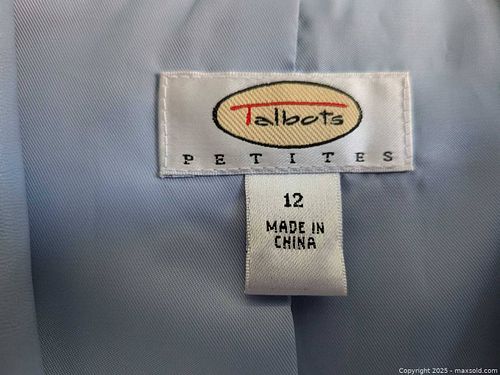 Talbots
PETITES
12
MADE IN
CHINA
Copyright 2025 - maxsold.com